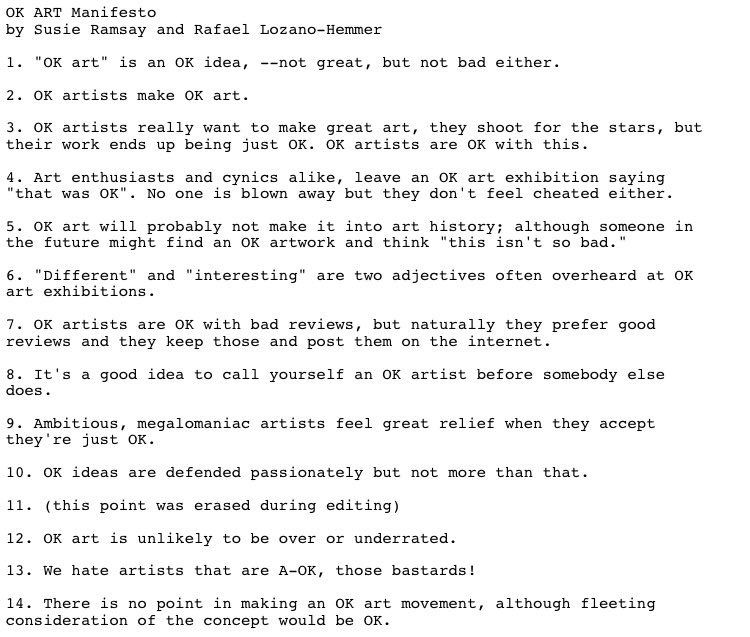 OK ART Manifesto
by Susie Ramsay and Rafael Lozano-Hemmer
1. "OK art" is an OK idea, --not great, but not bad either.
2. OK artists make OK art.
3. OK artists really want to make great art, they shoot for the stars, but
their work ends up being just OK. OK artists are OK with this.
4. Art enthusiasts and cynics alike, leave an OK art exhibition saying
"that was OK". No one is blown away but they don't feel cheated either.
5. OK art will probably not make it into art history; although someone in
the future might find an OK artwork and think "this isn't so bad."
6. "Different" and "interesting" are two adjectives often overheard at OK
art exhibitions.
7. OK artists are OK with bad reviews, but naturally they prefer good
reviews and they keep those and post them on the internet.
8. It's a good idea to call yourself an OK artist before somebody else
does.
9. Ambitious, megalomaniac artists feel great relief when they accept
they're just OK.
10. OK ideas are defended passionately but not more than that.
11. (this point was erased during editing)
12. OK art is unlikely to be over or underrated.
13. We hate artists that are A-OK, those bastards!
14. There is no point in making an OK art movement, although fleeting
consideration of the concept would be OK.